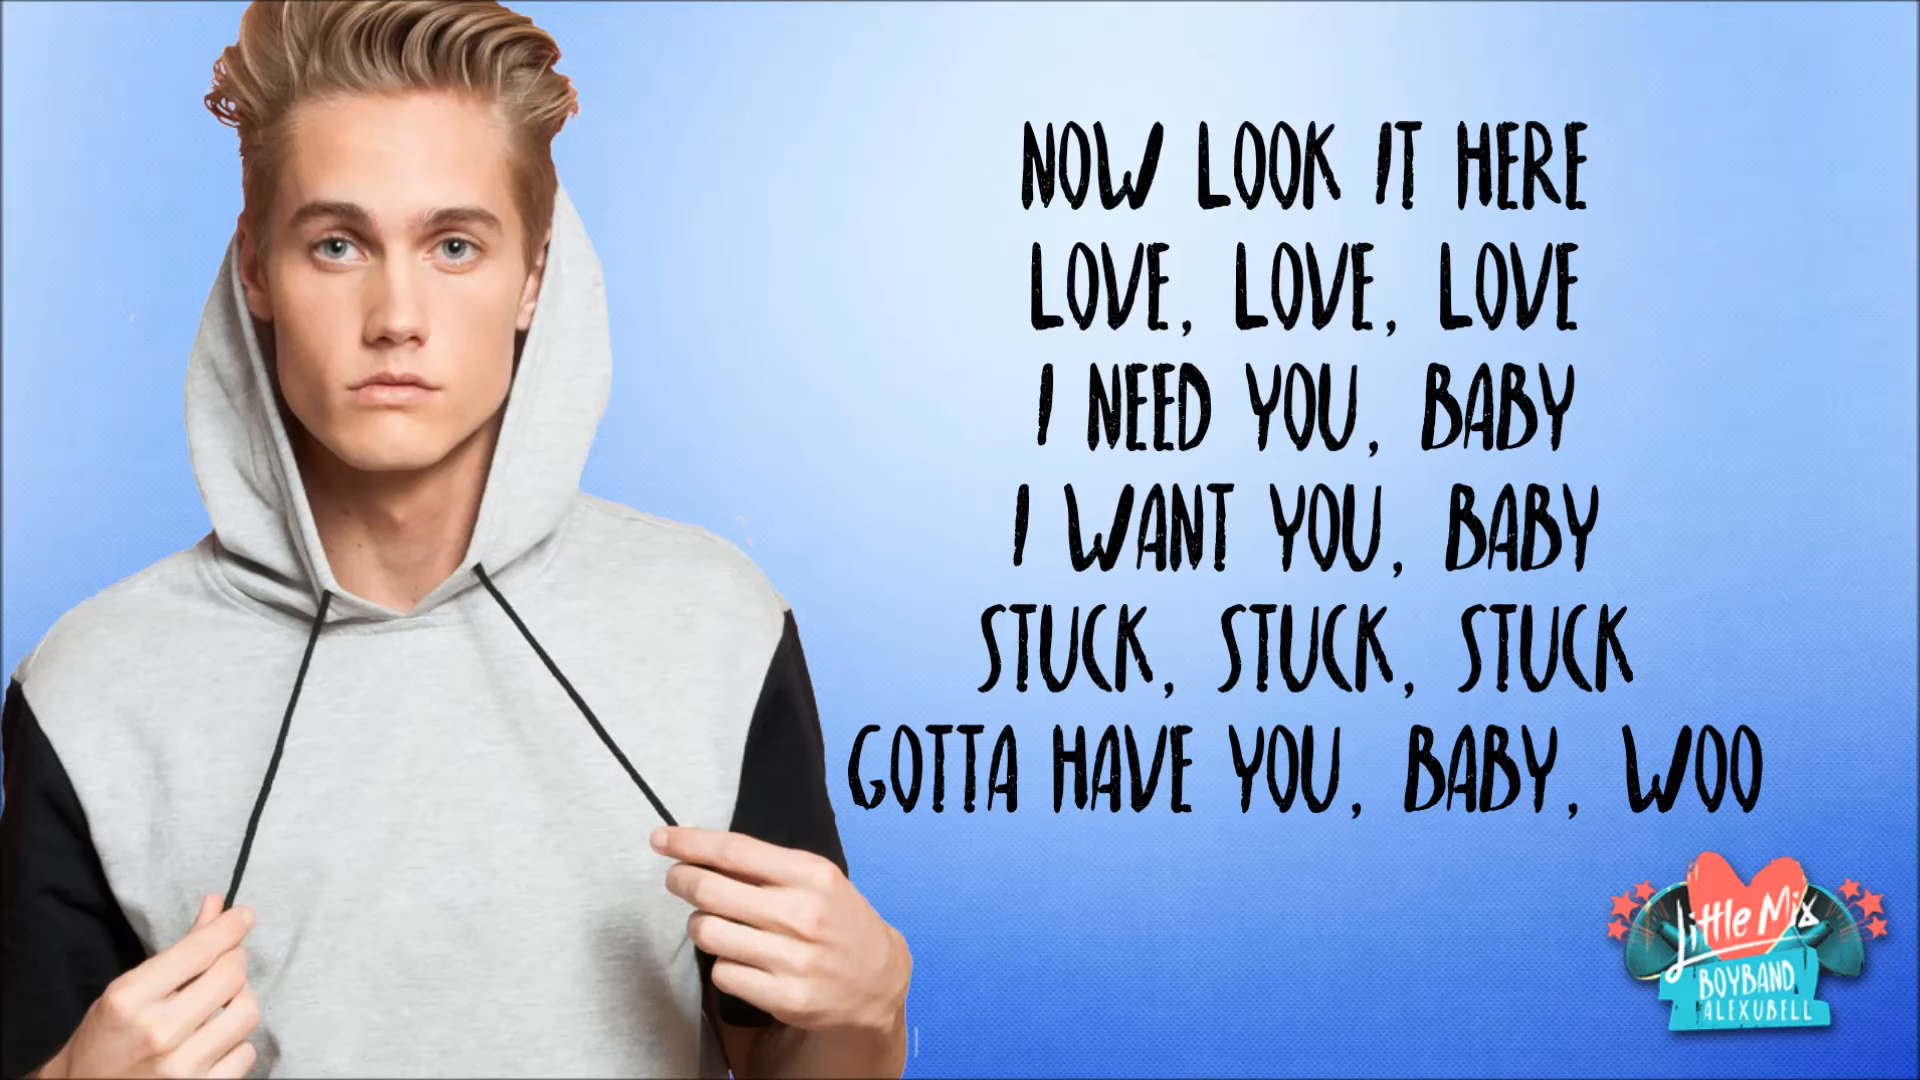 NOW LOOK IT HERE
LOVE, LOVE, LOVE
I NEED YOU, BABY
I WANT YOU, BABY
STUCK, STUCK, STUCK
GOTTA HAVE YOU, BABY, WOO
Little Mix
BOYBAND
ALEXUBELL